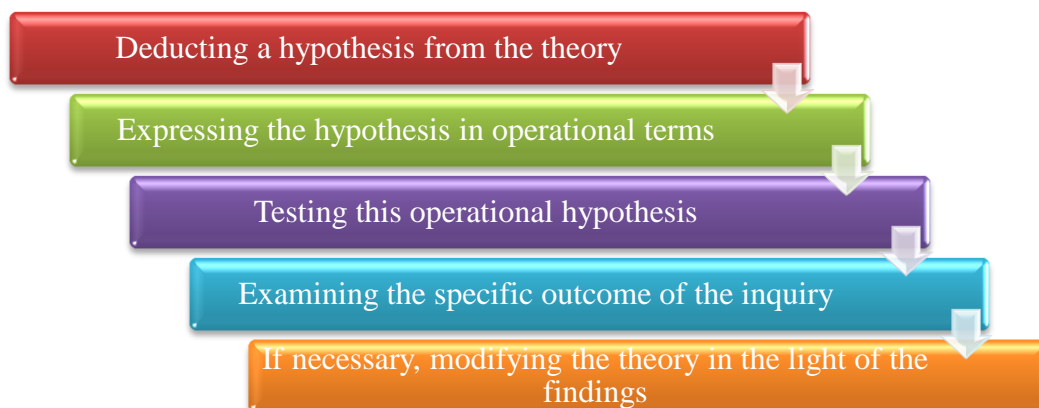 Deducting a hypothesis from the theory
Expressing the hypothesis in operational terms
Testing this operational hypothesis
Examining the specific outcome of the inquiry
If necessary, modifying the theory in the light of the
findings